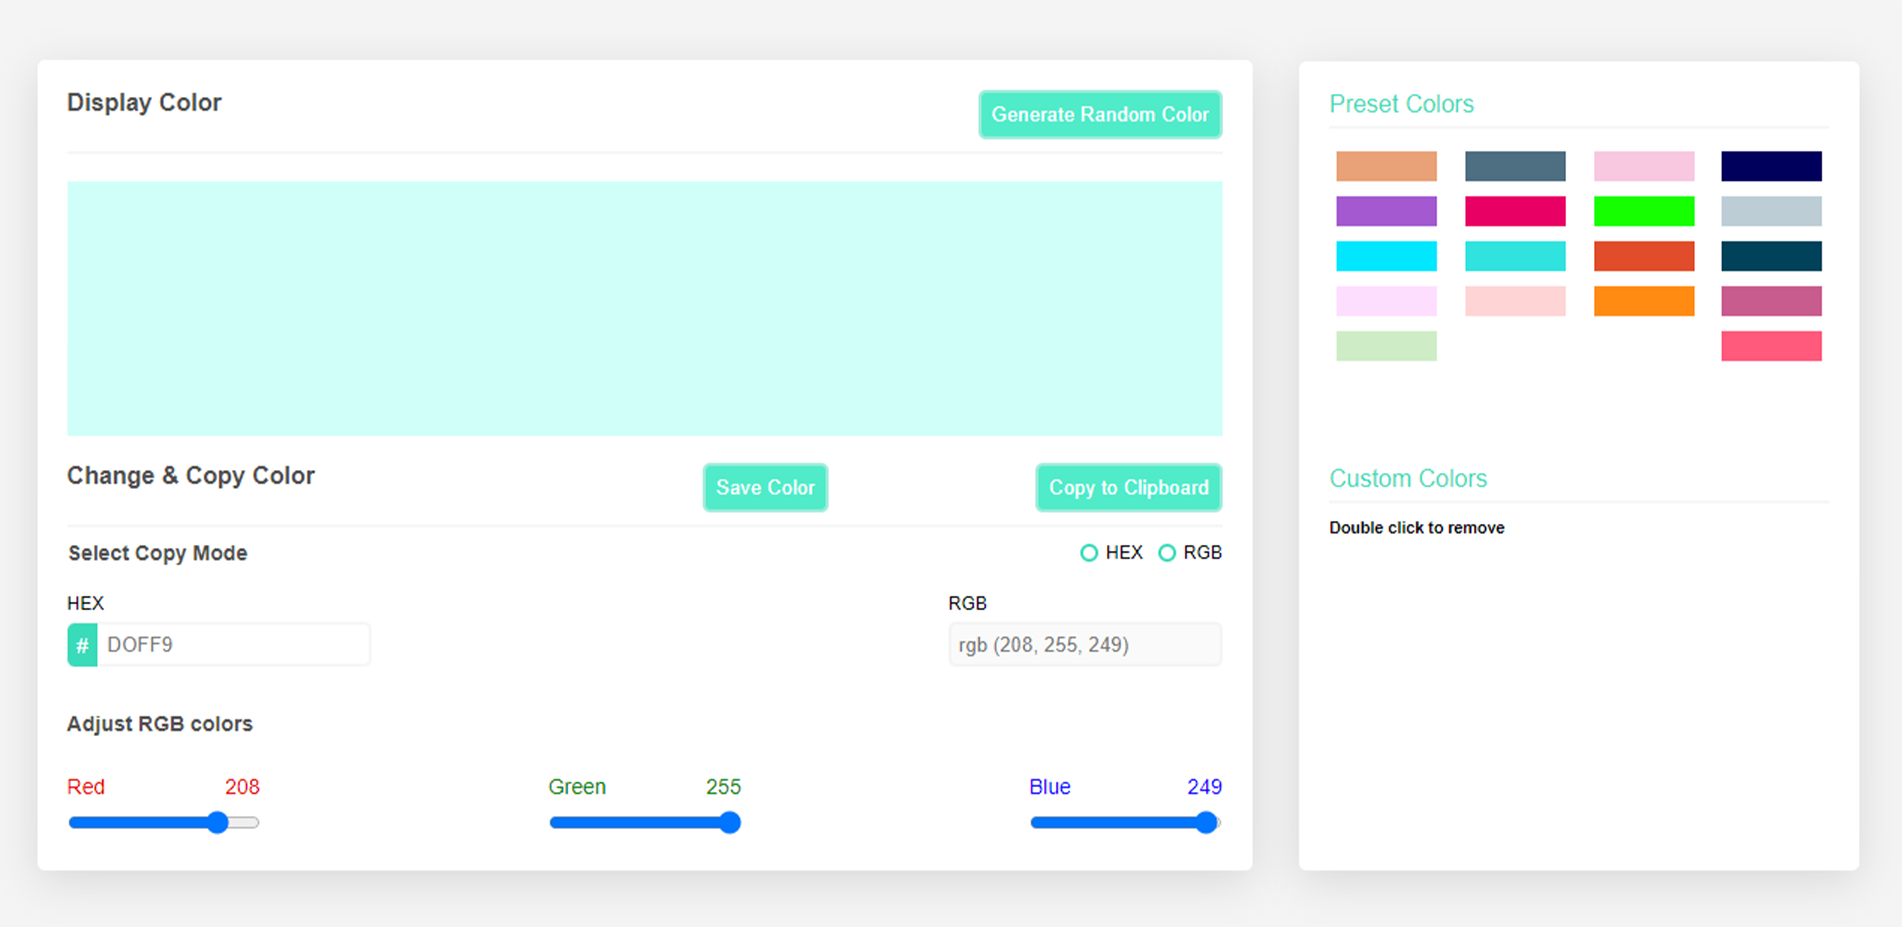 Display Color
Generate Random Color
Change & Copy Color
Save Color
Copy to Clipboard
Select Copy Mode
HEX
RGB
HEX
# DOFF9
RGB
rgb (208, 255, 249)
Adjust RGB colors
Red 208
Green 255
Blue 249
Preset Colors
Custom Colors
Double click to remove